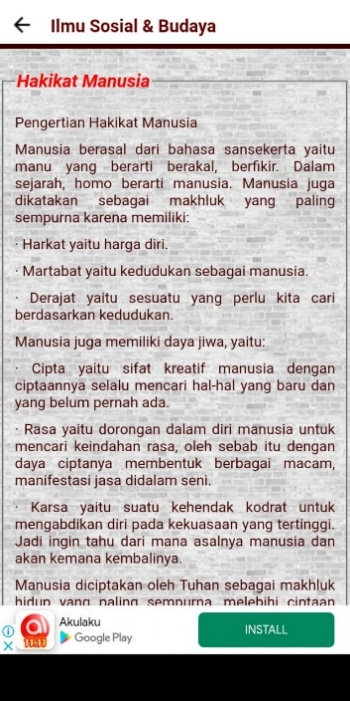 Ilmu Sosial & Budaya
Hakikat Manusia
Pengertian Hakikat Manusia
Manusia berasal dari bahasa sansekerta yaitu
manu yang berarti berakal, berfikir. Dalam
sejarah, homo berarti manusia. Manusia juga
dikatakan sebagai makhluk yang paling
sempurna karena memiliki:
· Harkat yaitu harga diri.
· Martabat yaitu kedudukan sebagai manusia.
· Derajat yaitu sesuatu yang perlu kita cari
berdasarkan kedudukan.
Manusia juga memiliki daya jiwa, yaitu:
· Cipta yaitu sifat kreatif manusia dengan
ciptaannya selalu mencari hal-hal yang baru dan
yang belum pernah ada.
· Rasa yaitu dorongan dalam diri manusia untuk
mencari keindahan rasa, oleh sebab itu dengan
daya ciptanya membentuk berbagai macam,
manifestasi jasa didalam seni.
· Karsa yaitu suatu kehendak kodrat untuk
mengabdikan diri pada kekuasaan yang tertinggi.
Jadi ingin tahu dari mana asalnya manusia dan
akan kemana kembalinya.
Manusia diciptakan oleh Tuhan sebagai makhluk
hidup yang paling sempurna melebihi ciptaan
Akulaku
Google Play
INSTALL
11.11